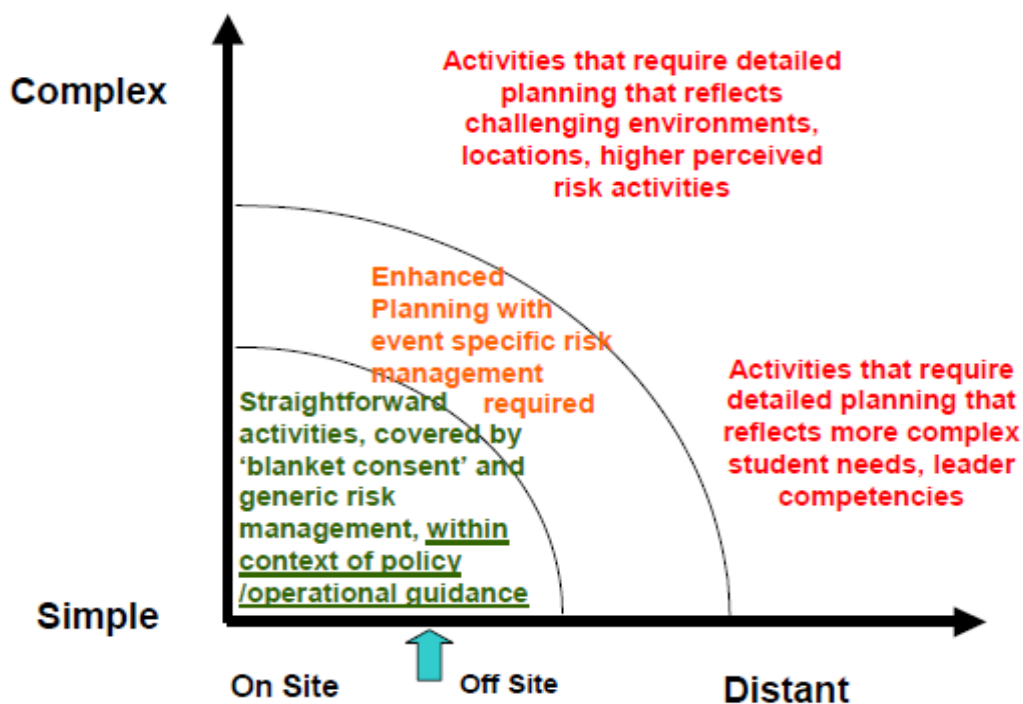 Complex
Activities that require detailed
planning that reflects
challenging environments,
locations, higher perceived
risk activities
Enhanced
Planning with
event specific risk
management
required
Straightforward
activities, covered by
‘blanket consent’ and
generic risk
management, within
context of policy
/operational guidance
Activities that require
detailed planning that
reflects more complex
student needs, leader
competencies
Simple
On Site
Off Site
Distant